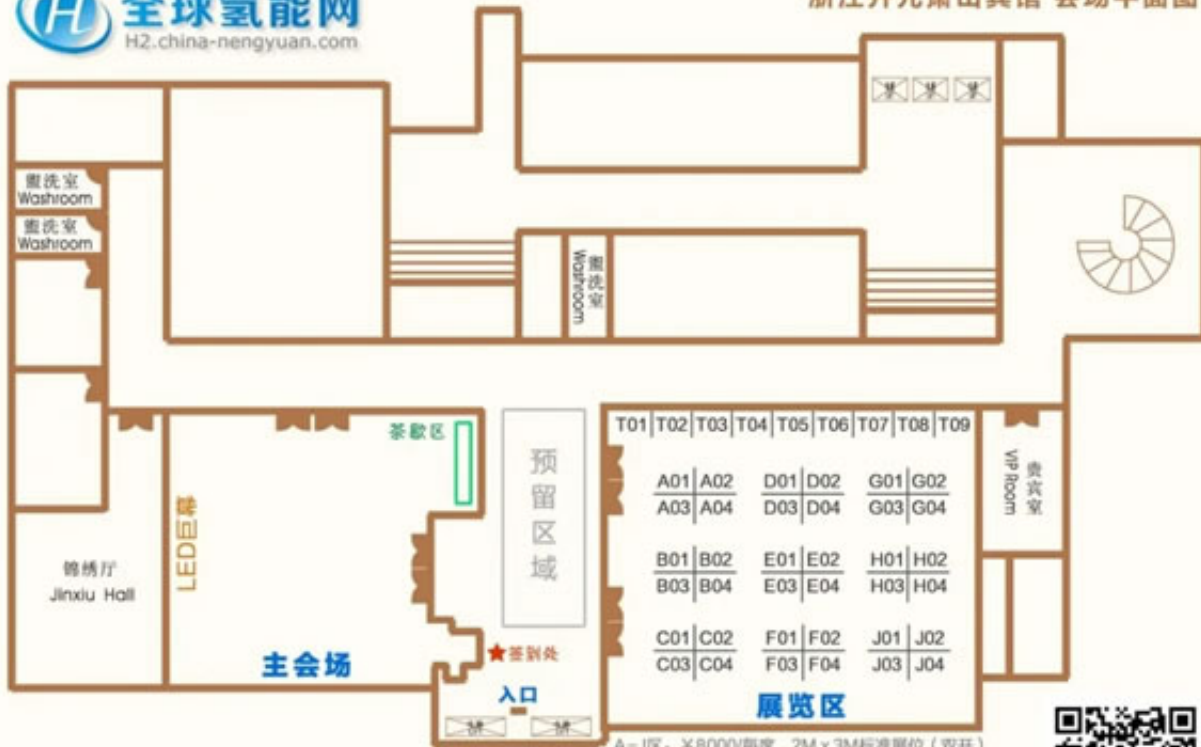 全球氢能网
H2.china-nengyuan.com
梯 梯 梯
盥洗室
Washroom
盥洗室
Washroom
盥洗室
Washroom
茶歇区
预留区域
T01 T02 T03 T04 T05 T06 T07 T08 T09
A01 A02 D01 D02 G01 G02
A03 A04 D03 D04 G03 G04
贵宾室
VIP Room
LED巨幕
B01 B02 E01 E02 H01 H02
B03 B04 E03 E04 H03 H04
锦绣厅
Jinxiu Hall
C01 C02 F01 F02 J01 J02
C03 C04 F03 F04 J03 J04
主会场
★签到处
入口
展览区